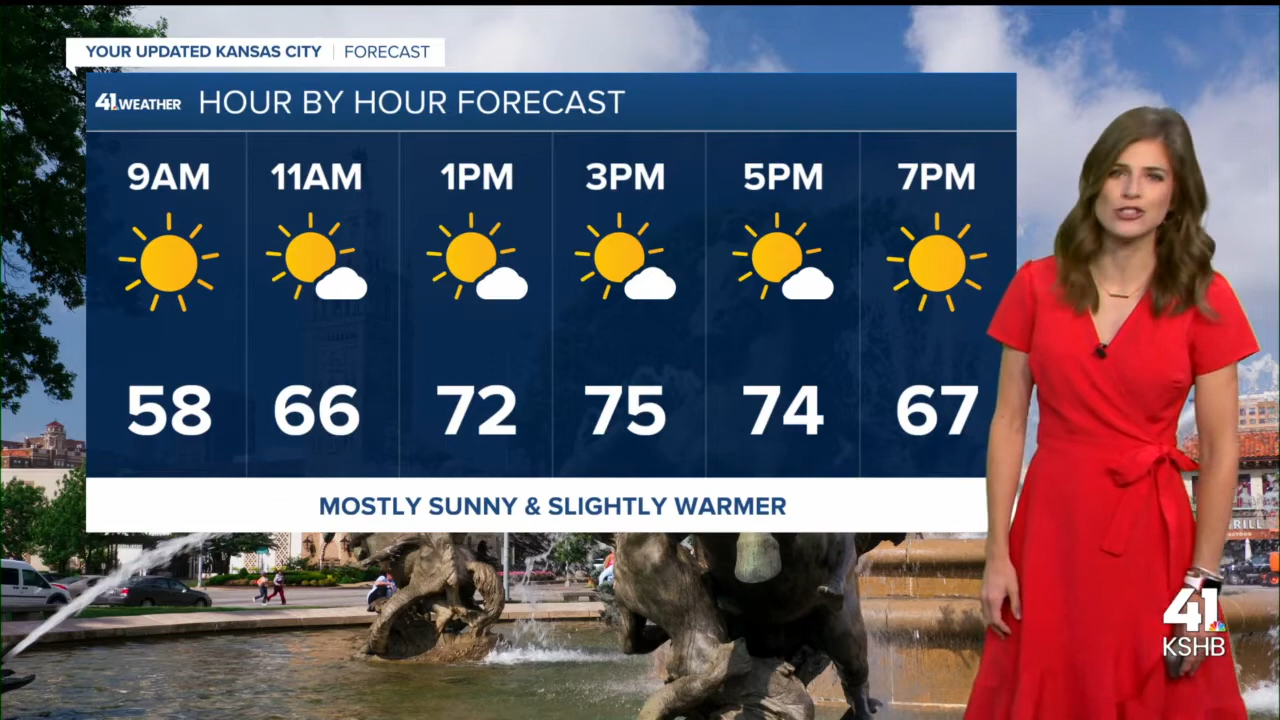 YOUR UPDATED KANSAS CITY | FORECAST
41 WEATHER HOUR BY HOUR FORECAST
9AM 11AM 1PM 3PM 5PM 7PM
58 66 72 75 74 67
MOSTLY SUNNY & SLIGHTLY WARMER
RILL
41
KSHB